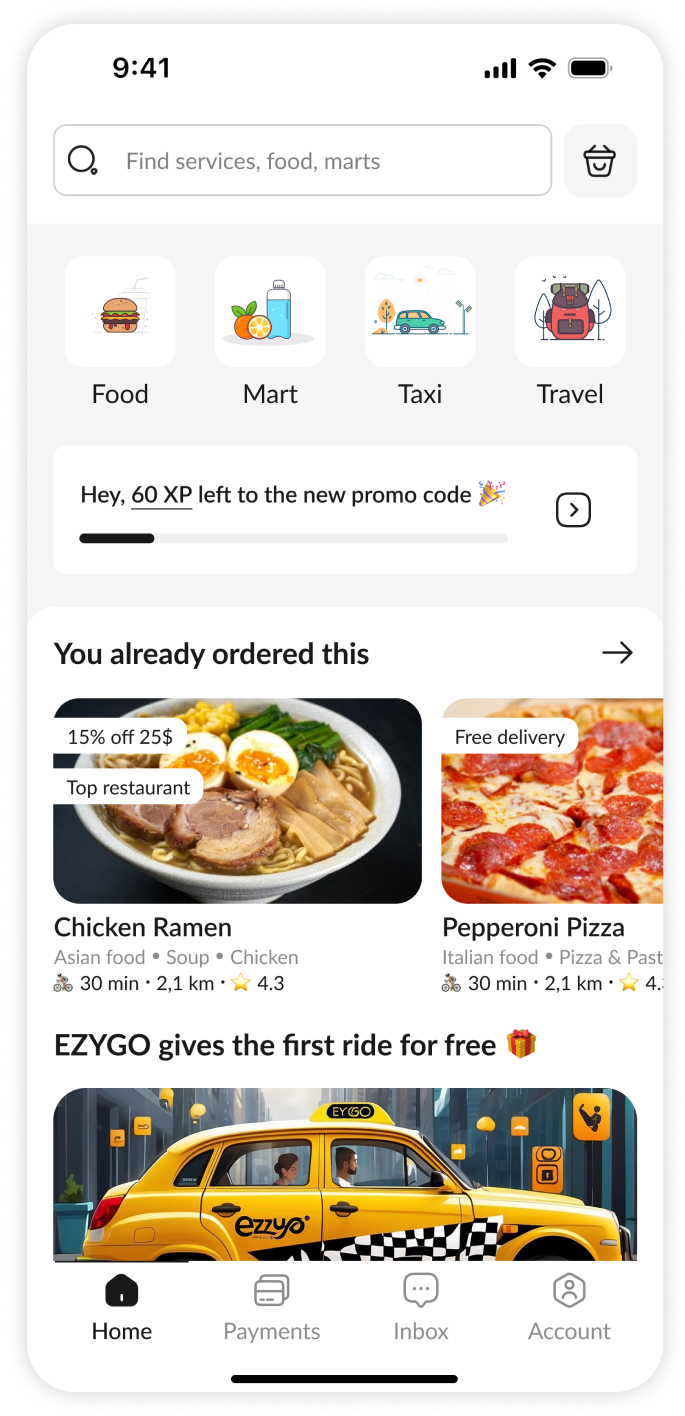 9:41
Find services, food, marts
Food
Mart
Taxi
Travel
Hey, 60 XP left to the new promo code 🎉
You already ordered this
15% off 25$
Top restaurant
Free delivery
Chicken Ramen
Asian food • Soup • Chicken
🚴 30 min · 2,1 km · ⭐ 4.3
Pepperoni Pizza
Italian food • Pizza & Past
🚴 30 min · 2,1 km · ⭐ 4.
EZYGO gives the first ride for free 🎁
EYGO
ezzyo
Home
Payments
Inbox
Account